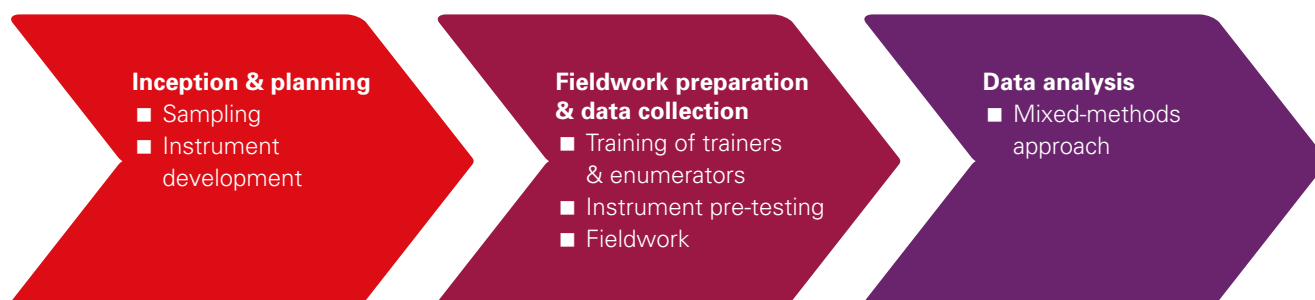 Inception & planning
■ Sampling
■ Instrument
development
Fieldwork preparation
& data collection
■ Training of trainers
& enumerators
■ Instrument pre-testing
■ Fieldwork
Data analysis
■ Mixed-methods
approach